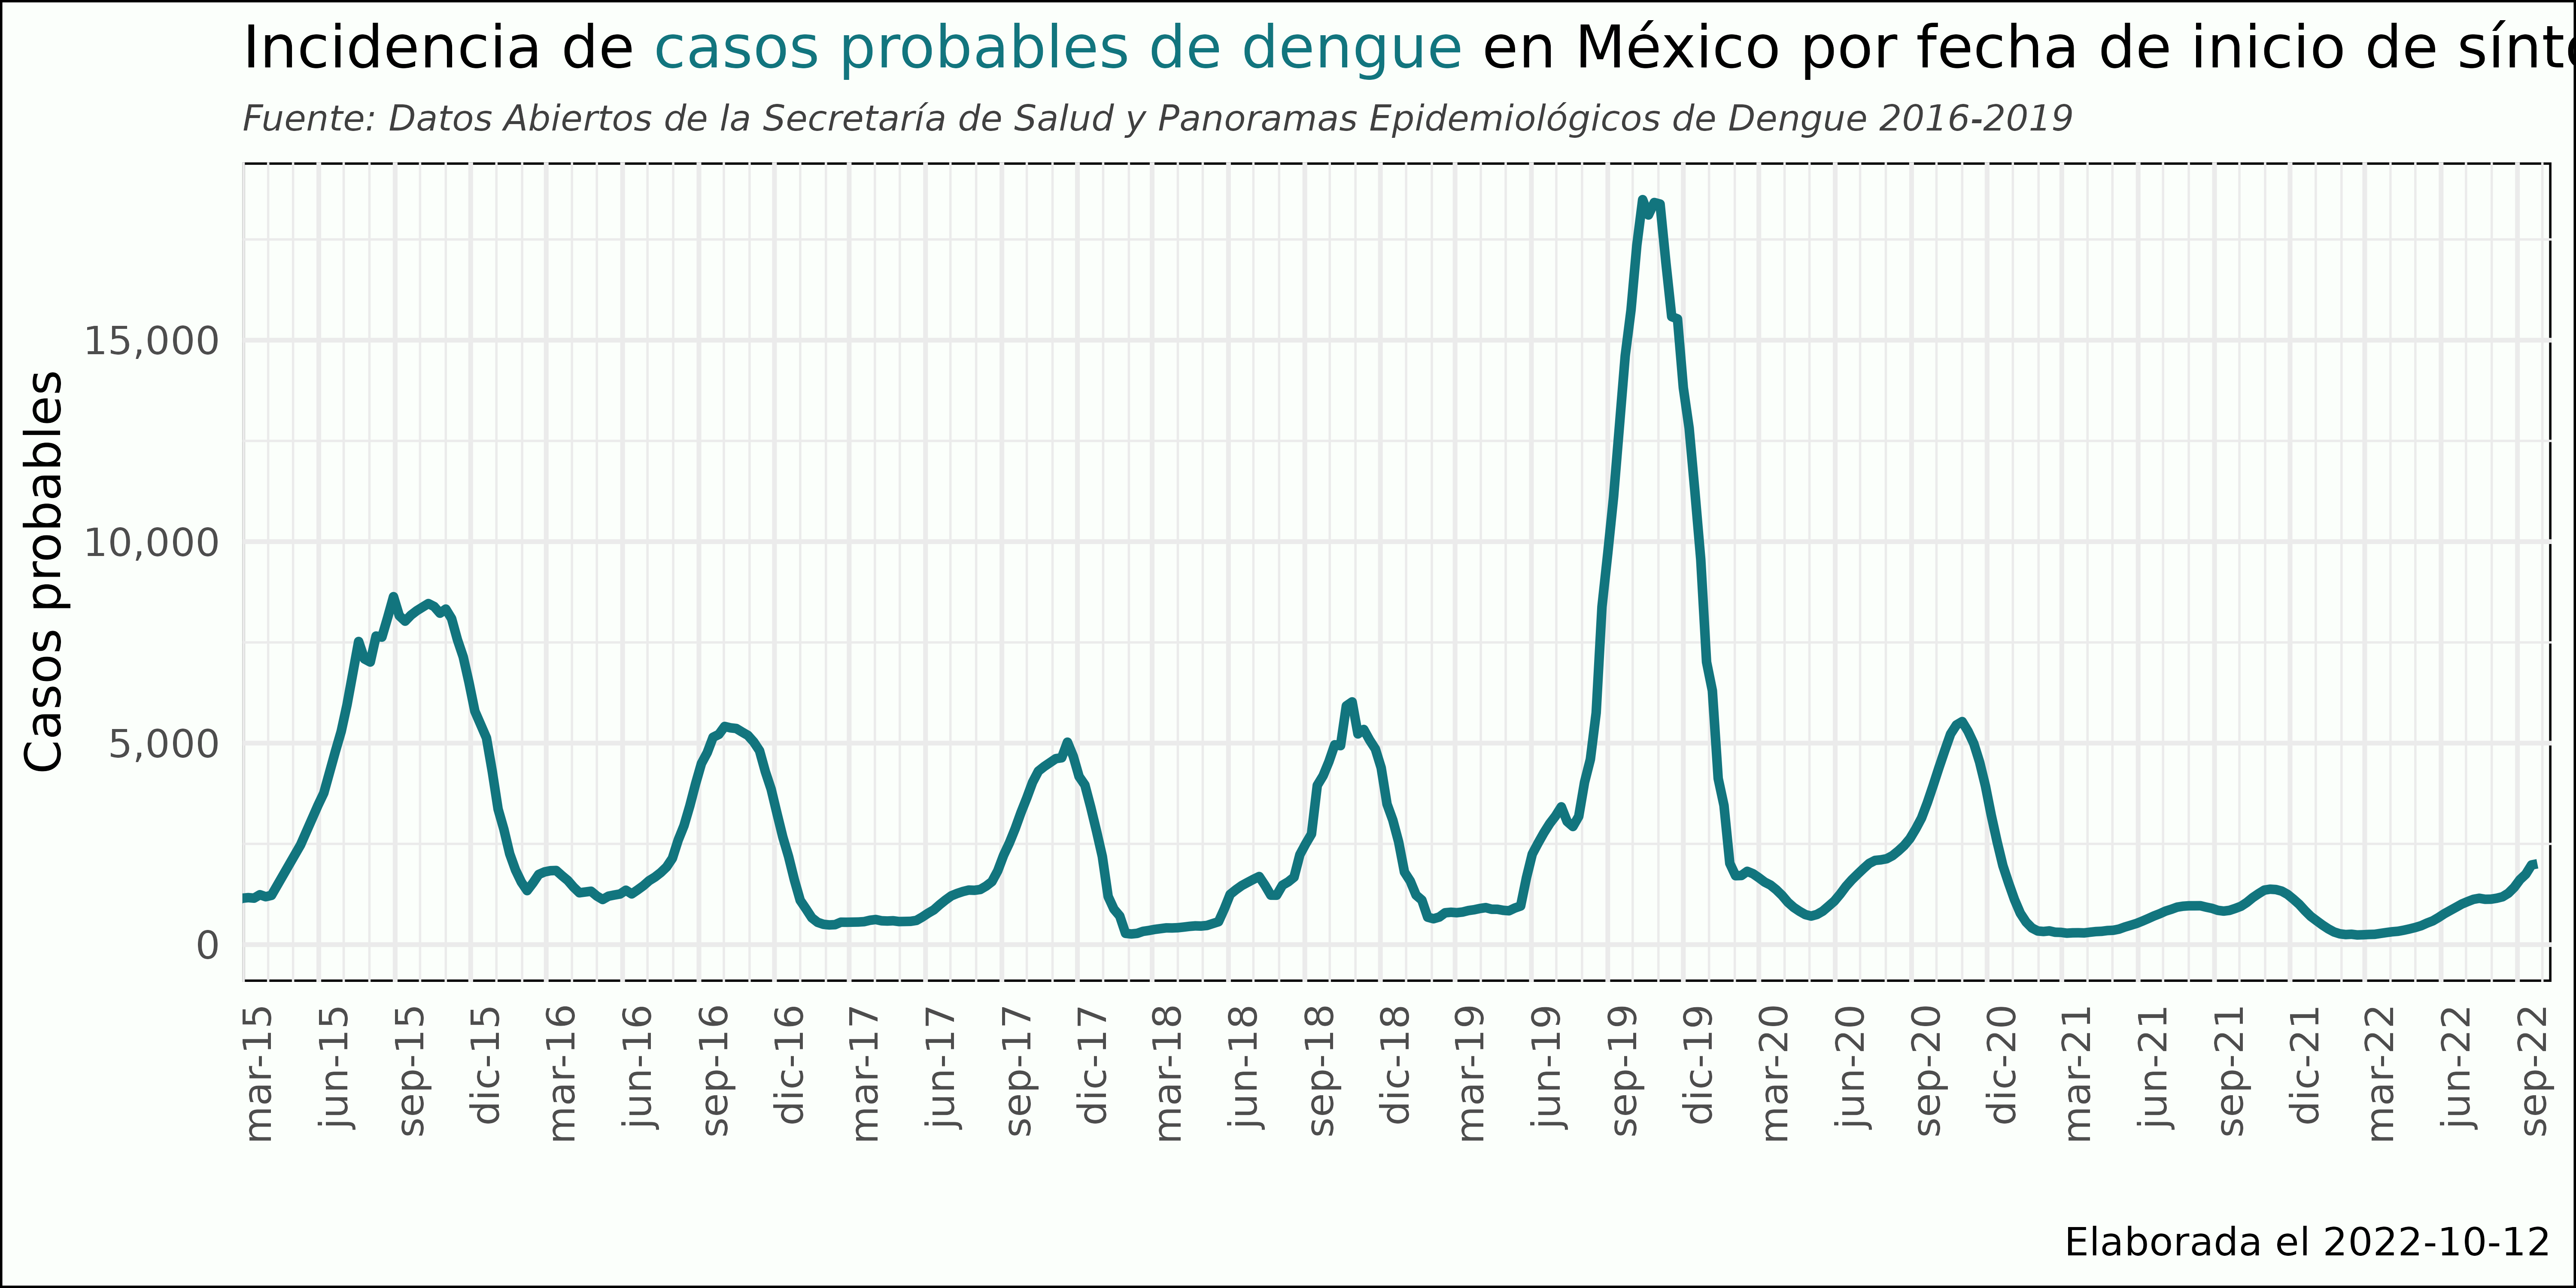 Incidencia de casos probables de dengue en México por fecha de inicio de
Fuente: Datos Abiertos de la Secretaría de Salud y Panoramas Epidemiológicos de Dengue 2016-2019
Casos probables
15,000
10,000
5,000
0
mar-15
jun-15
sep-15
dic-15
mar-16
jun-16
sep-16
dic-16
mar-17
jun-17
sep-17
dic-17
mar-18
jun-18
sep-18
dic-18
mar-19
jun-19
sep-19
dic-19
mar-20
jun-20
sep-20
dic-20
mar-21
jun-21
sep-21
dic-21
mar-22
jun-22
sep-22
Elaborada el 2022-10-12